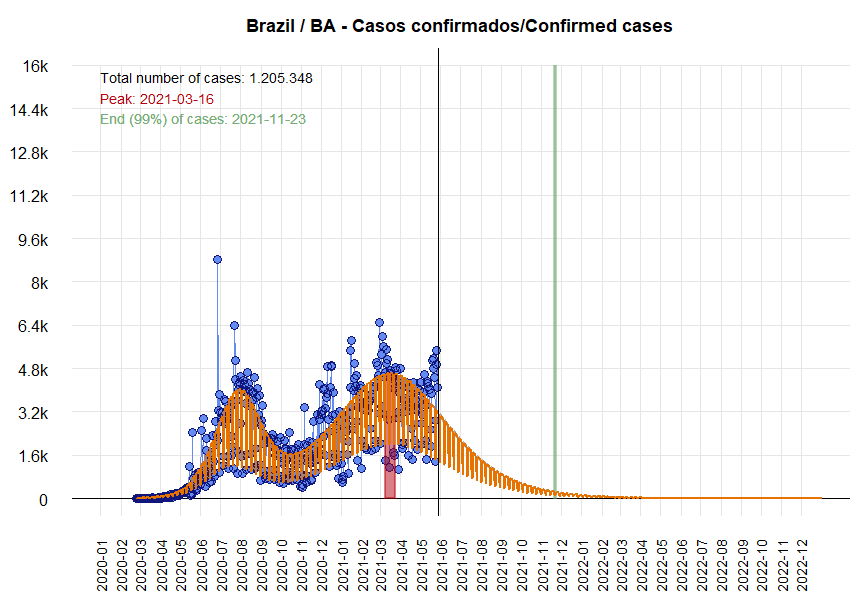 Brazil / BA - Casos confirmados/Confirmed cases
Total number of cases: 1.205.348
Peak: 2021-03-16
End (99%) of cases: 2021-11-23
16k
14.4k
12.8k
11.2k
9.6k
8k
6.4k
4.8k
3.2k
1.6k
0
2020-01
2020-02
2020-03
2020-04
2020-05
2020-06
2020-07
2020-08
2020-09
2020-10
2020-11
2020-12
2021-01
2021-02
2021-03
2021-04
2021-05
2021-06
2021-07
2021-08
2021-09
2021-10
2021-11
2021-12
2022-01
2022-02
2022-03
2022-04
2022-05
2022-06
2022-07
2022-08
2022-09
2022-10
2022-11
2022-12